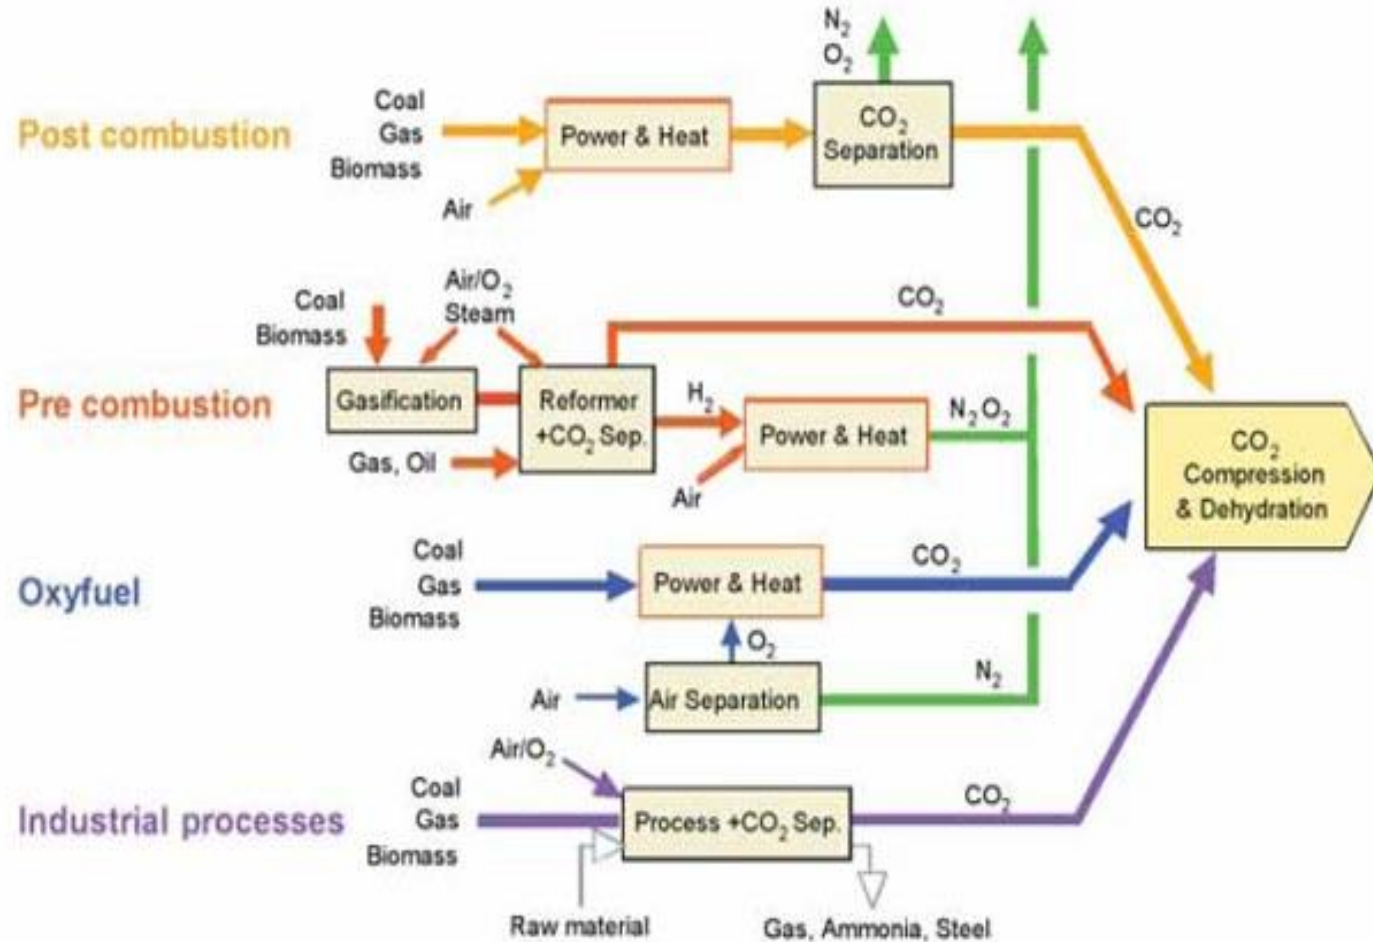 N₂
O₂
Coal
Gas
Biomass
Post combustion
Power & Heat
CO₂
Separation
Air
CO₂
Air/O₂
Steam
Coal
Biomass
CO₂
Pre combustion
Gasification
Reformer
+CO₂ Sep.
H₂
Power & Heat
N₂O₂
Gas, Oil
Air
CO₂
Compression
& Dehydration
Coal
Gas
Biomass
Oxyfuel
Power & Heat
CO₂
O₂
Air
Air Separation
N₂
Air/O₂
Coal
Gas
Biomass
Industrial processes
Process +CO₂ Sep.
CO₂
Raw material
Gas, Ammonia, Steel